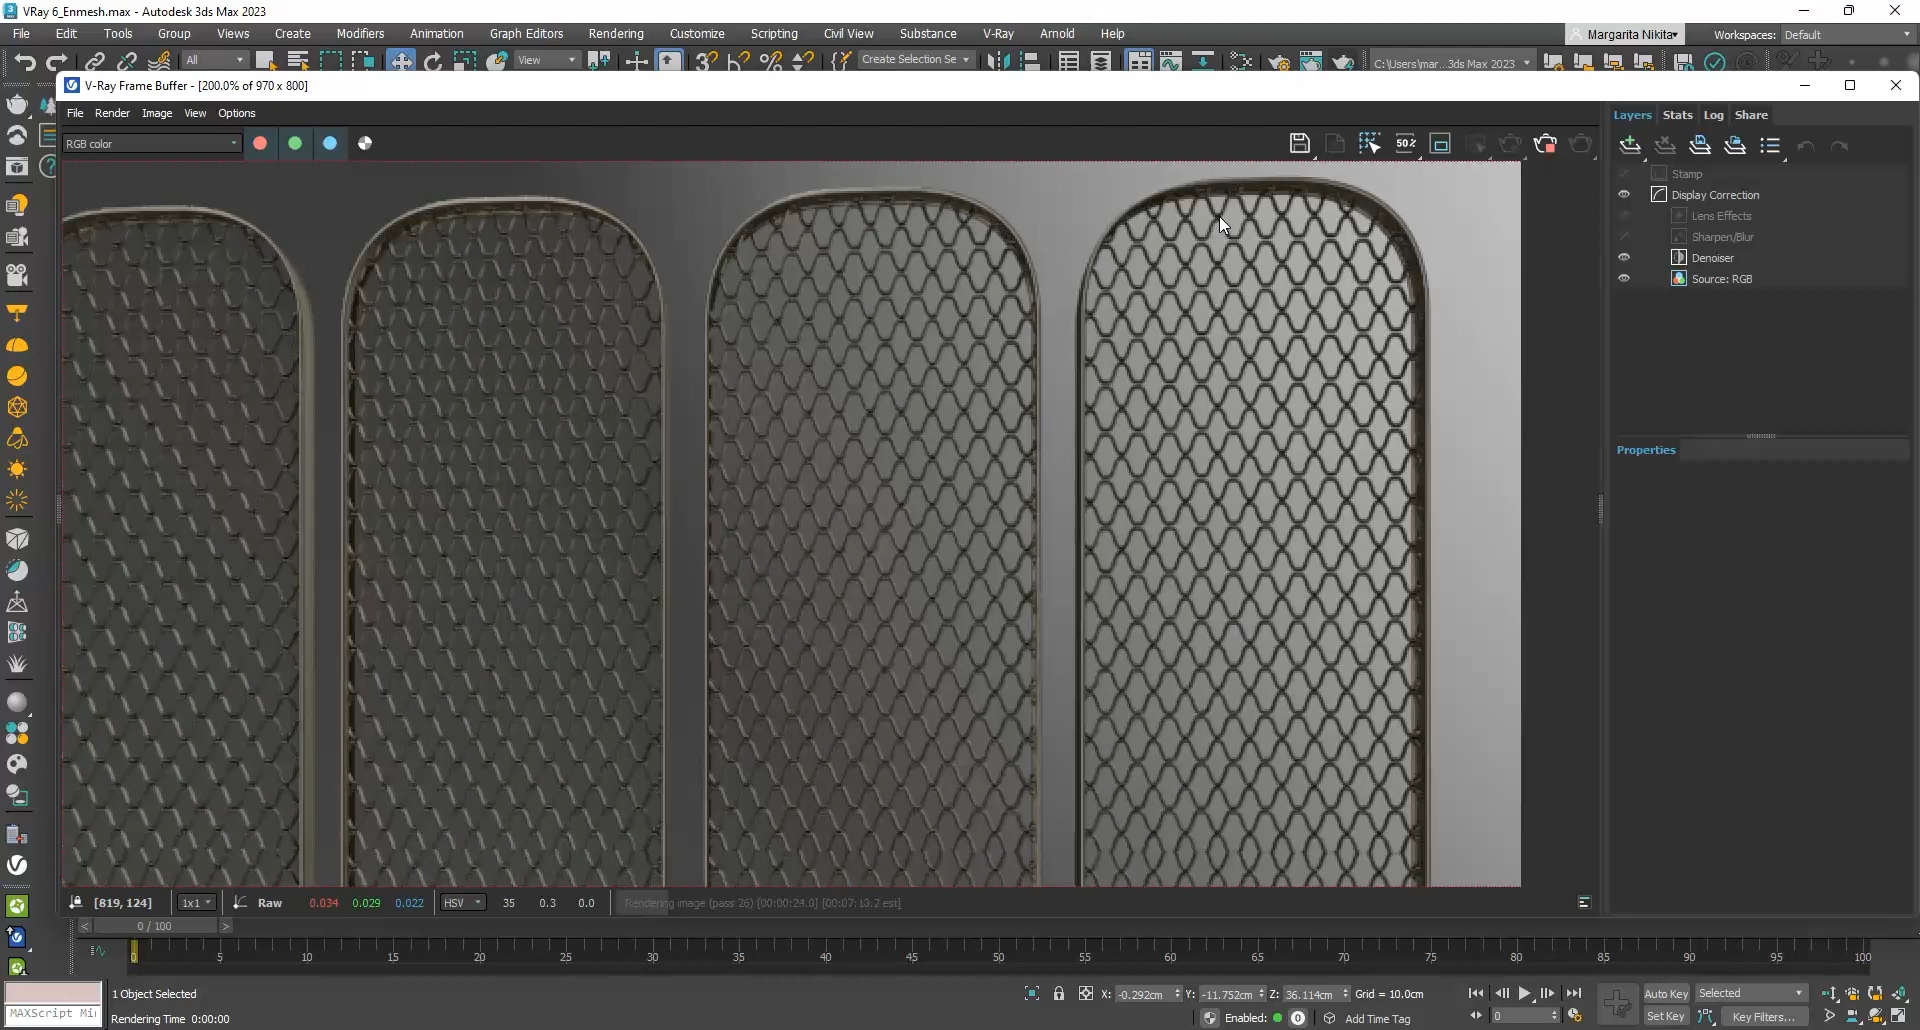 VRay 6_Enmesh.max - Autodesk 3ds Max 2023
File Edit Tools Group Views Create Modifiers Animation Graph Editors Rendering Customize Scripting Civil View Substance V-Ray Arnold Help
Margarita Nikita Workspaces: Default
All View Create Selection Se C:\Users\mar...3ds Max 2023
V-Ray Frame Buffer - [200.0% of 970 x 800]
File Render Image View Options
Layers Stats Log Share
RGB color 50%
Stamp
Display Correction
Lens Effects
Sharpen/Blur
Denoiser
Source: RGB
Properties
[819, 124] 1x1 Raw 0.034 0.029 0.022 HSV 35 0.3 0.0 Rendering image (pass 26) [00:00:24.0] [00:07:13.2 est]
< 0 / 100 >
0 5 10 15 20 25 30 35 40 45 50 55 60 65 70 75 80 85 90 95 100
1 Object Selected X: -0.292cm Y: -11.752cm Z: 36.114cm Grid = 10.0cm Auto Key Selected
MAXScript Mi Rendering Time 0:00:00 Enabled: 0 Add Time Tag 0 Set Key Key Filters...